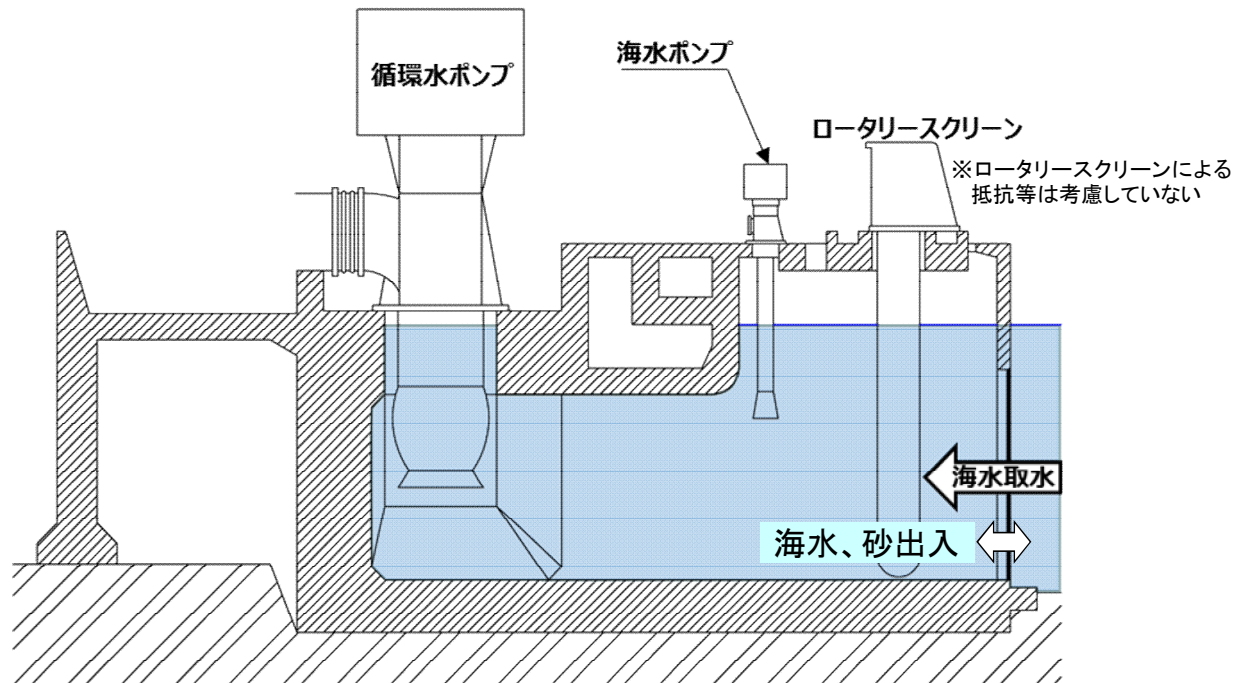 循環水ポンプ
海水ポンプ
ロータリースクリーン
※ロータリースクリーンによる
抵抗等は考慮していない
海水取水
海水、砂出入